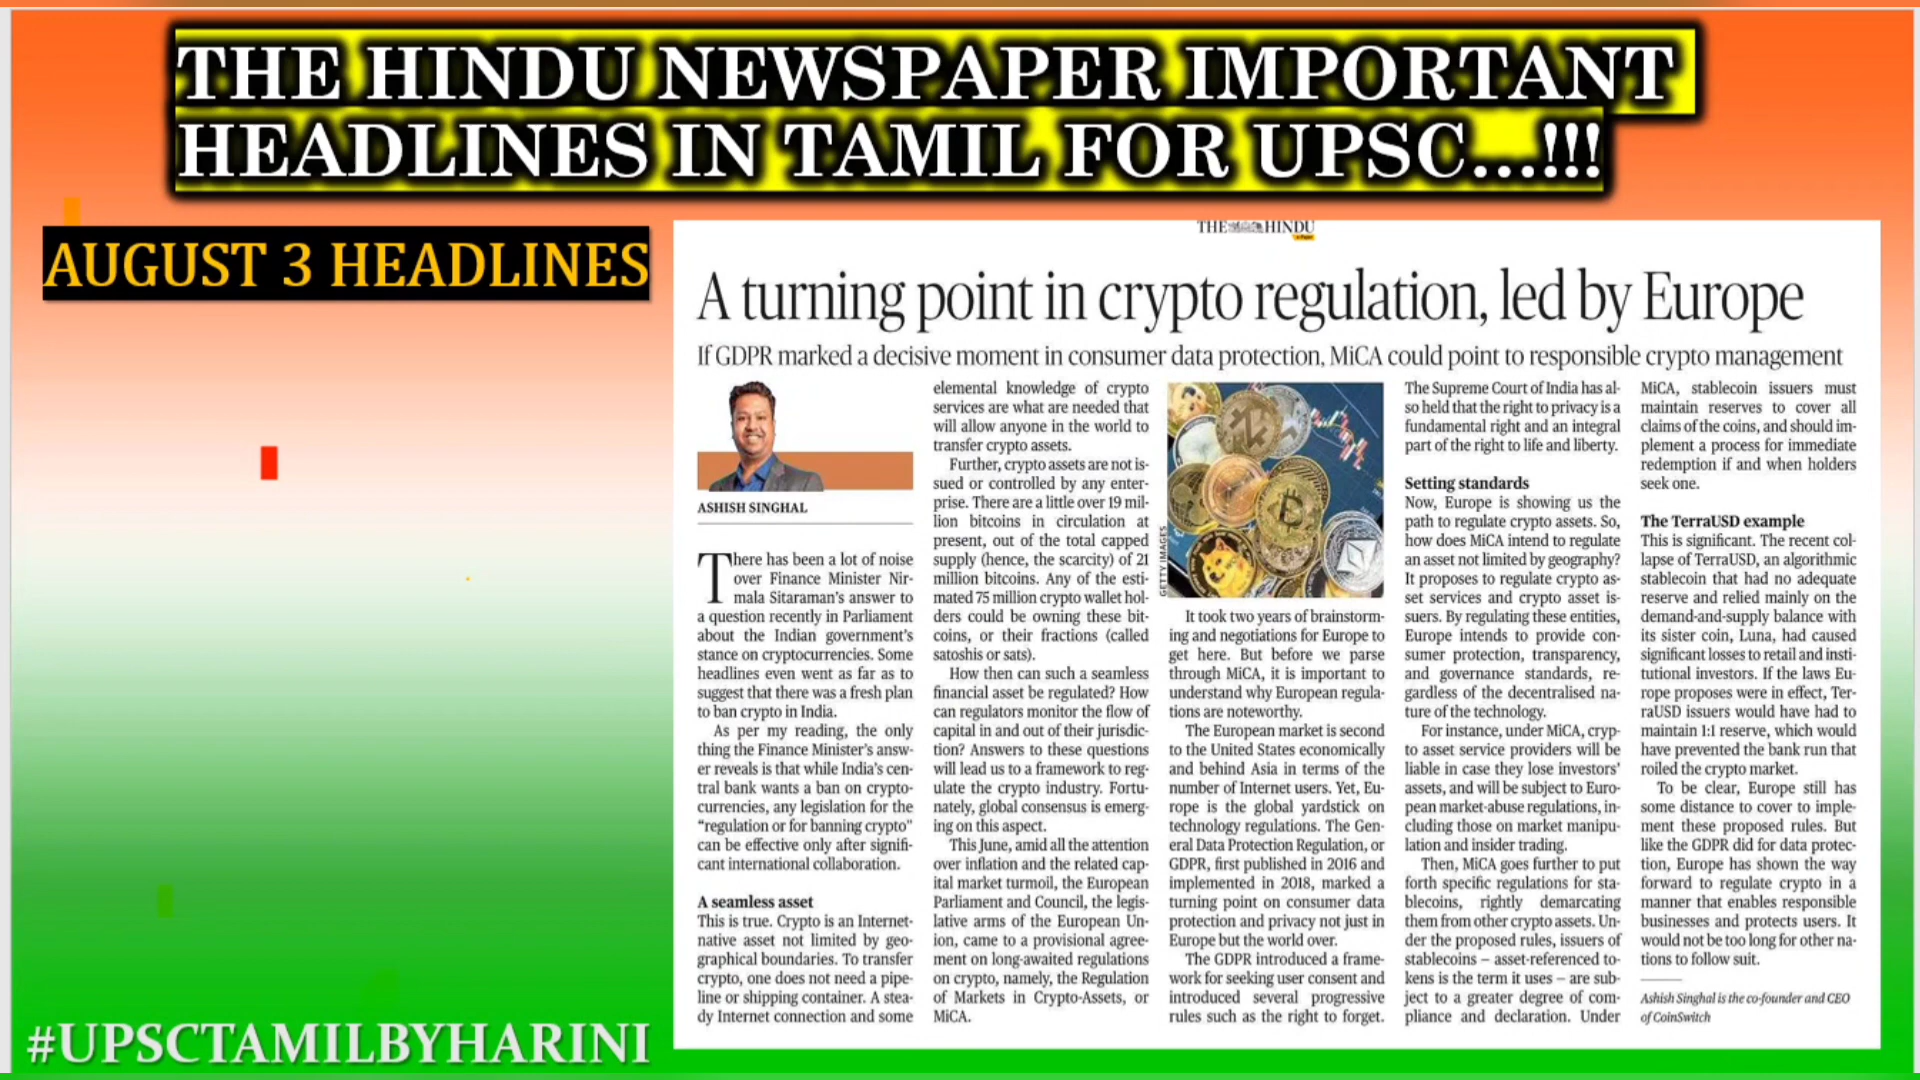 THE HINDU NEWSPAPER IMPORTANT
HEADLINES IN TAMIL FOR UPSC...!!!
AUGUST 3 HEADLINES
THE HINDU
A turning point in crypto regulation, led by Europe
If GDPR marked a decisive moment in consumer data protection, MiCA could point to responsible crypto management
ASHISH SINGHAL
There has been a lot of noise
over Finance Minister Nir-
mala Sitaraman's answer to
a question recently in Parliament
about the Indian government's
stance on cryptocurrencies. Some
headlines even went as far as to
suggest that there was a fresh plan
to ban crypto in India.
As per my reading, the only
thing the Finance Minister's answ-
er reveals is that while India's cen-
tral bank wants a ban on crypto-
currencies, any legislation for the
"regulation or for banning crypto"
can be effective only after signifi-
cant international collaboration.
A seamless asset
This is true. Crypto is an Internet-
native asset not limited by geo-
graphical boundaries. To transfer
crypto, one does not need a pipe-
line or shipping container. A stea-
dy Internet connection and some
elemental knowledge of crypto
services are what are needed that
will allow anyone in the world to
transfer crypto assets.
Further, crypto assets are not is-
sued or controlled by any enter-
prise. There are a little over 19 mil-
lion bitcoins in circulation at
present, out of the total capped
supply (hence, the scarcity) of 21
million bitcoins. Any of the esti-
mated 75 million crypto wallet hol-
ders could be owning these bit-
coins, or their fractions (called
satoshis or sats).
How then can such a seamless
financial asset be regulated? How
can regulators monitor the flow of
capital in and out of their jurisdic-
tion? Answers to these questions
will lead us to a framework to reg-
ulate the crypto industry. Fortu-
nately, global consensus is emerg-
ing on this aspect.
This June, amid all the attention
over inflation and the related cap-
ital market turmoil, the European
Parliament and Council, the legis-
lative arms of the European Un-
ion, came to a provisional agree-
ment on long-awaited regulations
on crypto, namely, the Regulation
of Markets in Crypto-Assets, or
MiCA.
GETTY IMAGES
It took two years of brainstorm-
ing and negotiations for Europe to
get here. But before we parse
through MiCA, it is important to
understand why European regula-
tions are noteworthy.
The European market is second
to the United States economically
and behind Asia in terms of the
number of Internet users. Yet, Eu-
rope is the global yardstick on
technology regulations. The Gen-
eral Data Protection Regulation, or
GDPR, first published in 2016 and
implemented in 2018, marked a
turning point on consumer data
protection and privacy not just in
Europe but the world over.
The GDPR introduced a frame-
work for seeking user consent and
introduced several progressive
rules such as the right to forget.
The Supreme Court of India has al-
so held that the right to privacy is a
fundamental right and an integral
part of the right to life and liberty.
Setting standards
Now, Europe is showing us the
path to regulate crypto assets. So,
how does MiCA intend to regulate
an asset not limited by geography?
It proposes to regulate crypto as-
set services and crypto asset is-
suers. By regulating these entities,
Europe intends to provide con-
sumer protection, transparency,
and governance standards, re-
gardless of the decentralised na-
ture of the technology.
For instance, under MiCA, cryp-
to asset service providers will be
liable in case they lose investors'
assets, and will be subject to Euro-
pean market-abuse regulations, in-
cluding those on market manipu-
lation and insider trading.
Then, MiCA goes further to put
forth specific regulations for sta-
blecoins, rightly demarcating
them from other crypto assets. Un-
der the proposed rules, issuers of
stablecoins – asset-referenced to-
kens is the term it uses – are sub-
ject to a greater degree of com-
pliance and declaration. Under
MiCA, stablecoin issuers must
maintain reserves to cover all
claims of the coins, and should im-
plement a process for immediate
redemption if and when holders
seek one.
The TerraUSD example
This is significant. The recent col-
lapse of TerraUSD, an algorithmic
stablecoin that had no adequate
reserve and relied mainly on the
demand-and-supply balance with
its sister coin, Luna, had caused
significant losses to retail and insti-
tutional investors. If the laws Eu-
rope proposes were in effect, Ter-
raUSD issuers would have had to
maintain 1:1 reserve, which would
have prevented the bank run that
roiled the crypto market.
To be clear, Europe still has
some distance to cover to imple-
ment these proposed rules. But
like the GDPR did for data protec-
tion, Europe has shown the way
forward to regulate crypto in a
manner that enables responsible
businesses and protects users. It
would not be too long for other na-
tions to follow suit.
Ashish Singhal is the co-founder and CEO
of CoinSwitch
#UPSCTAMILBYHARINI